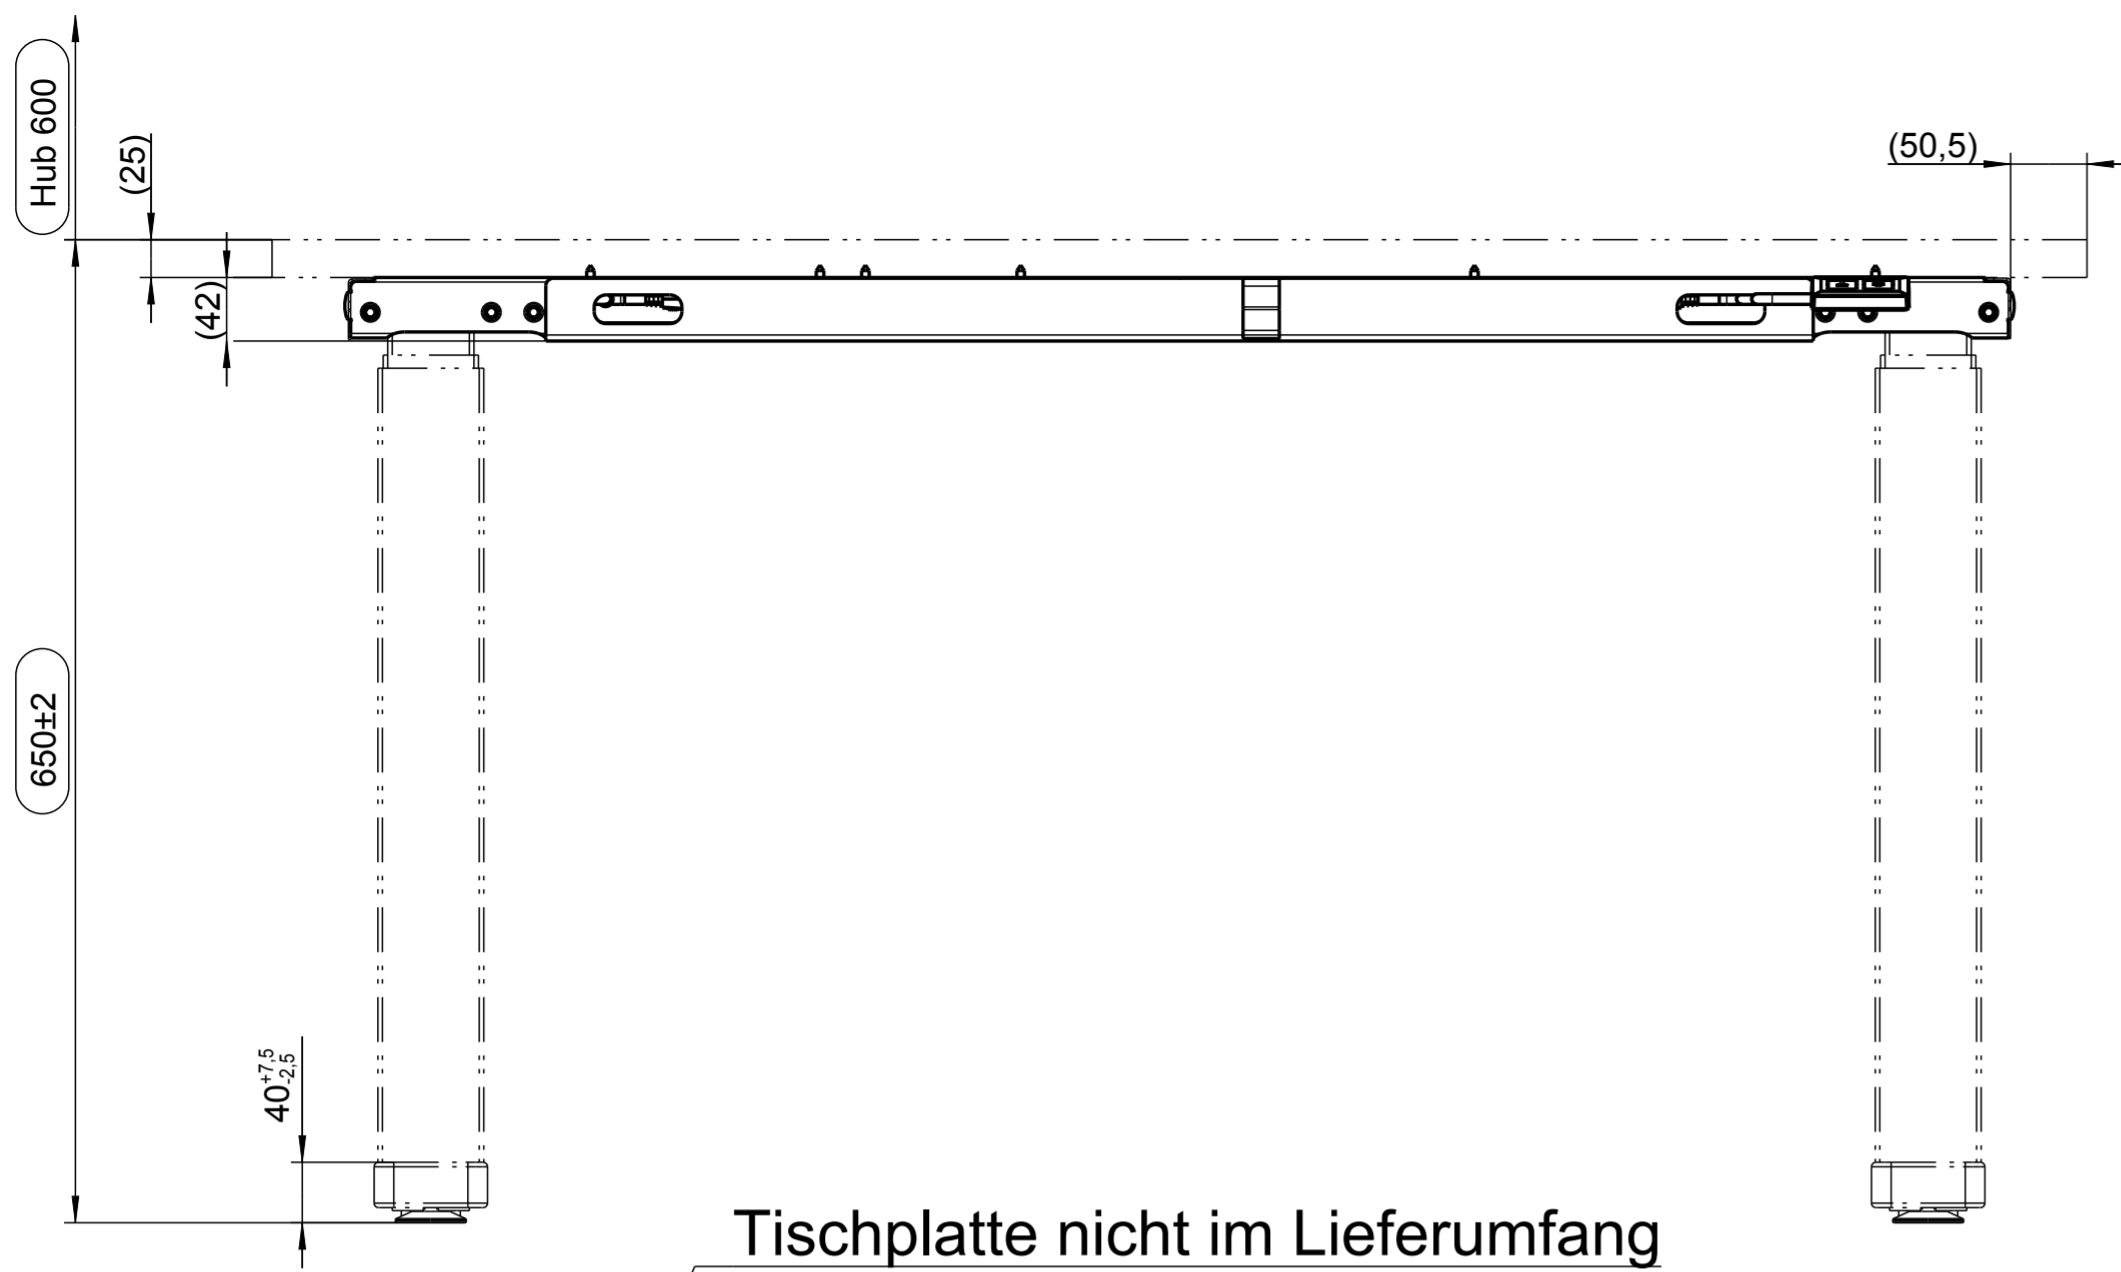 Hub 600
(25)
(50,5)
(42)
650±2
40+7,5 -2,5
Tischplatte nicht im Lieferumfang